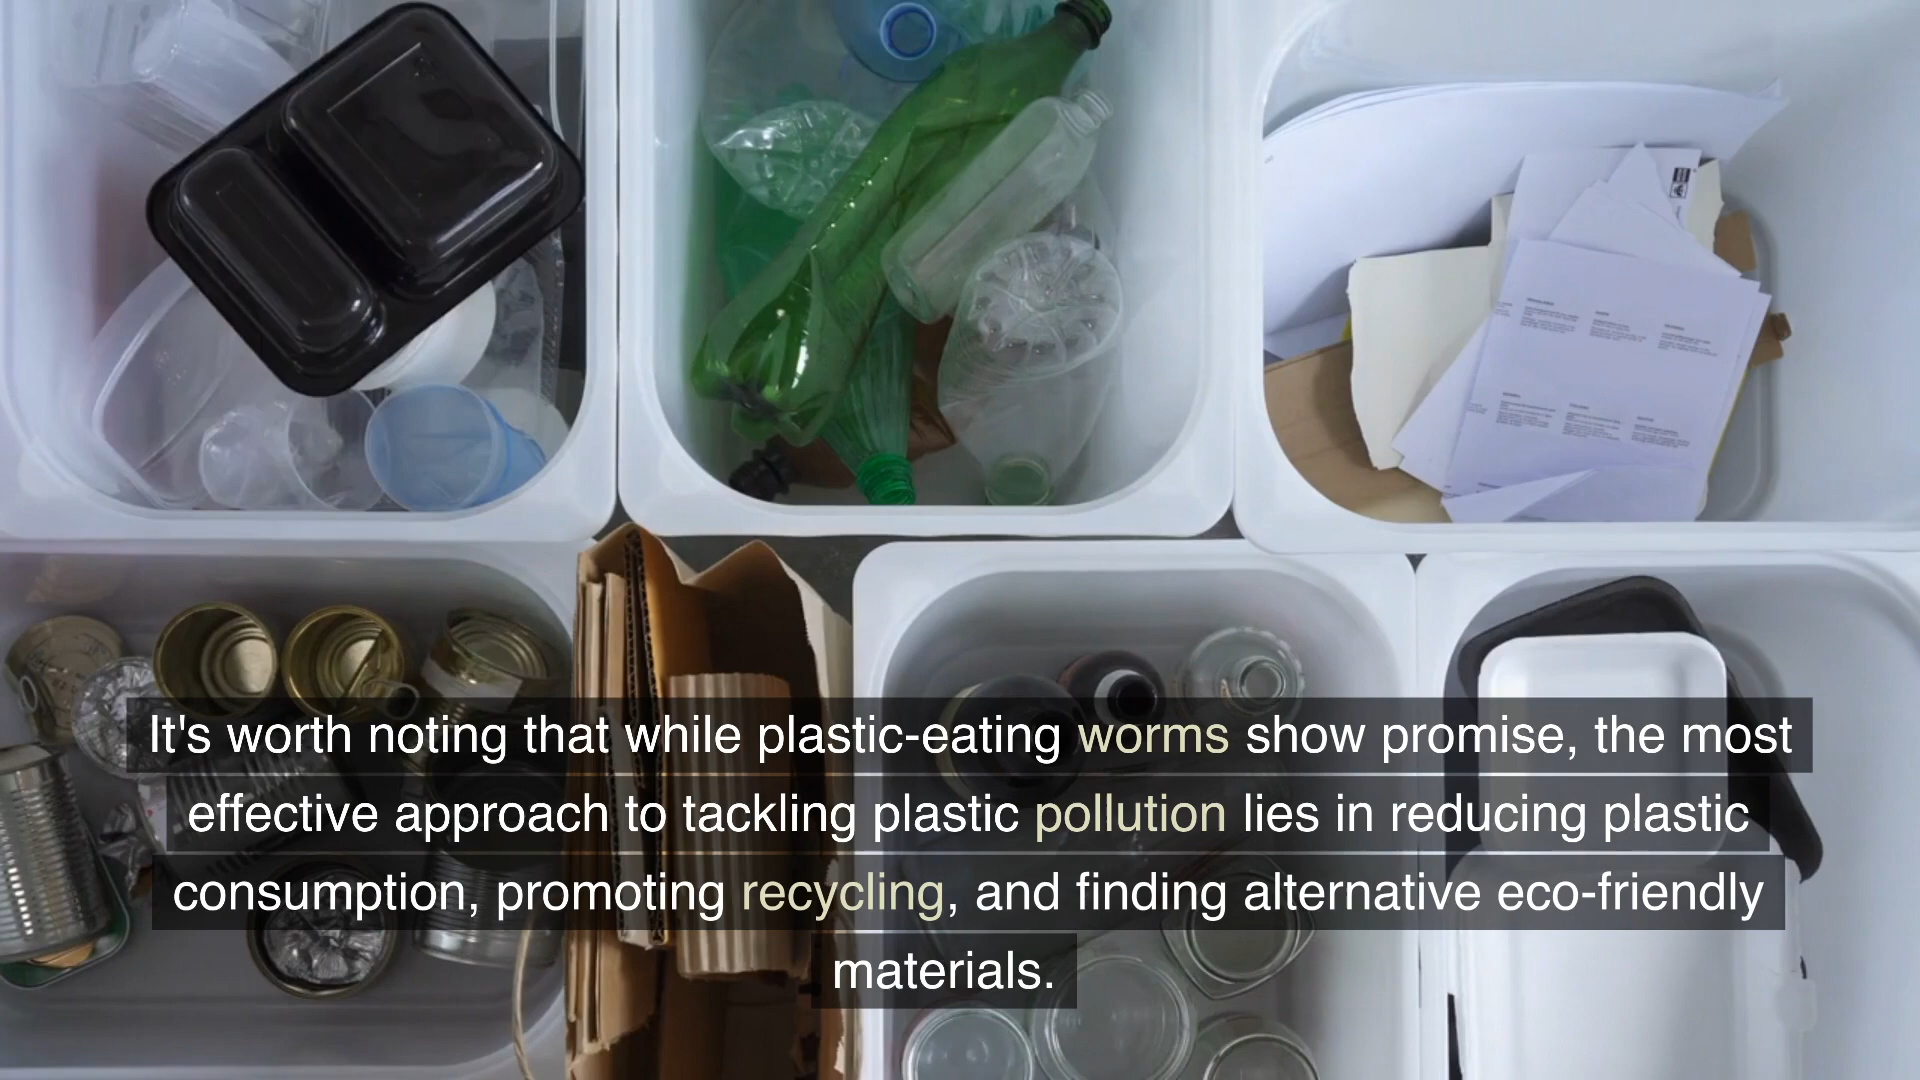 It's worth noting that while plastic-eating worms show promise, the most
effective approach to tackling plastic pollution lies in reducing plastic
consumption, promoting recycling, and finding alternative eco-friendly
materials.